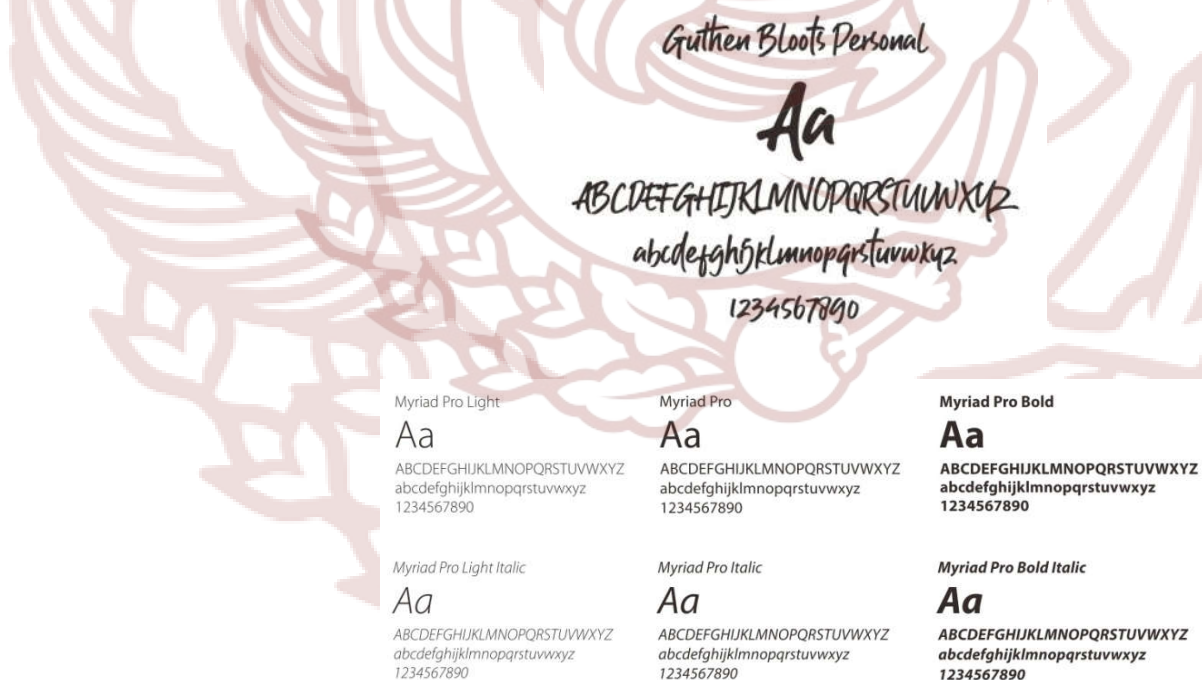 Guthen Bloots Personal
Aa
ABCDEFGHIJKLMNOPQRSTUVWXYZ
abcdefghijklmnopqrstuvwxyz
1234567890
Myriad Pro Light
Aa
ABCDEFGHIJKLMNOPQRSTUVWXYZ
abcdefghijklmnopqrstuvwxyz
1234567890
Myriad Pro
Aa
ABCDEFGHIJKLMNOPQRSTUVWXYZ
abcdefghijklmnopqrstuvwxyz
1234567890
Myriad Pro Bold
Aa
ABCDEFGHIJKLMNOPQRSTUVWXYZ
abcdefghijklmnopqrstuvwxyz
1234567890
Myriad Pro Light Italic
Aa
ABCDEFGHIJKLMNOPQRSTUVWXYZ
abcdefghijklmnopqrstuvwxyz
1234567890
Myriad Pro Italic
Aa
ABCDEFGHIJKLMNOPQRSTUVWXYZ
abcdefghijklmnopqrstuvwxyz
1234567890
Myriad Pro Bold Italic
Aa
ABCDEFGHIJKLMNOPQRSTUVWXYZ
abcdefghijklmnopqrstuvwxyz
1234567890